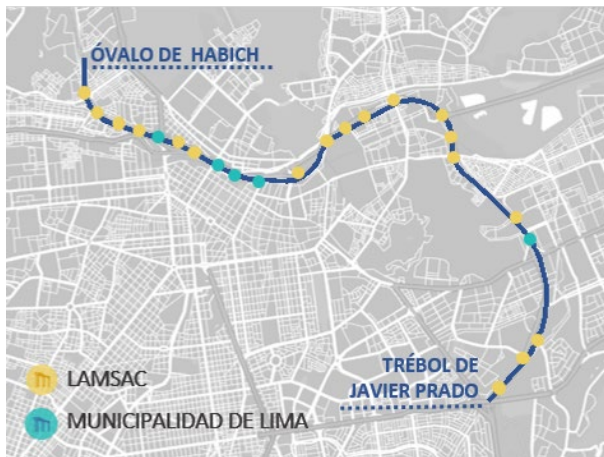 ÓVALO DE HABICH
TRÉBOL DE
JAVIER PRADO
LAMSAC
MUNICIPALIDAD DE LIMA